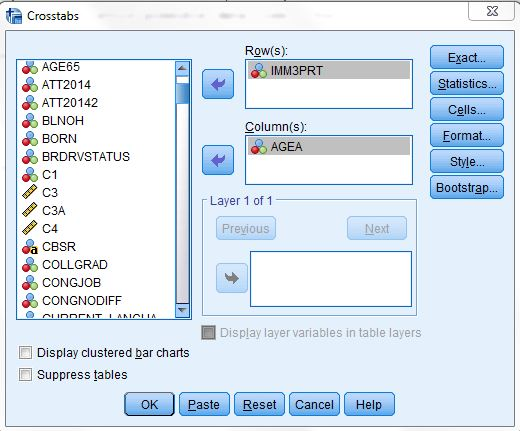 Crosstabs
AGE65
ATT2014
ATT20142
BLNOH
BORN
BRDRVSTATUS
C1
C3
C3A
C4
CBSR
COLLGRAD
CONGJOB
CONGNODIFF
CURRENT_LANGUA
Row(s):
IMM3PRT
Column(s):
AGEA
Layer 1 of 1
Previous Next
Display layer variables in table layers
Exact...
Statistics...
Cells...
Format...
Style...
Bootstrap...
Display clustered bar charts
Suppress tables
OK Paste Reset Cancel Help